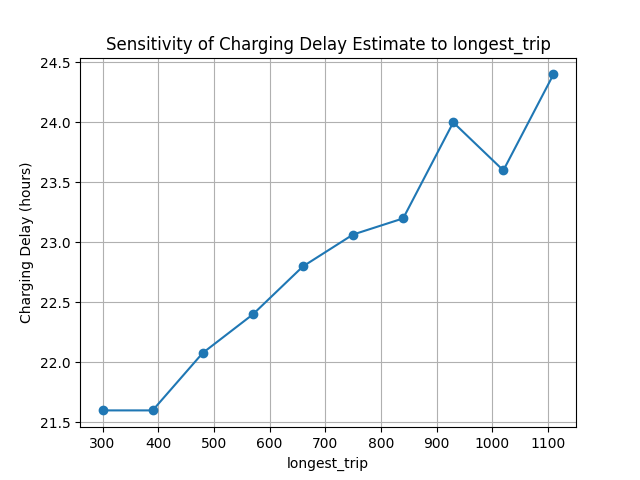 Sensitivity of Charging Delay Estimate to longest_trip
Charging Delay (hours)
24.5
24.0
23.5
23.0
22.5
22.0
21.5
300 400 500 600 700 800 900 1000 1100
longest_trip